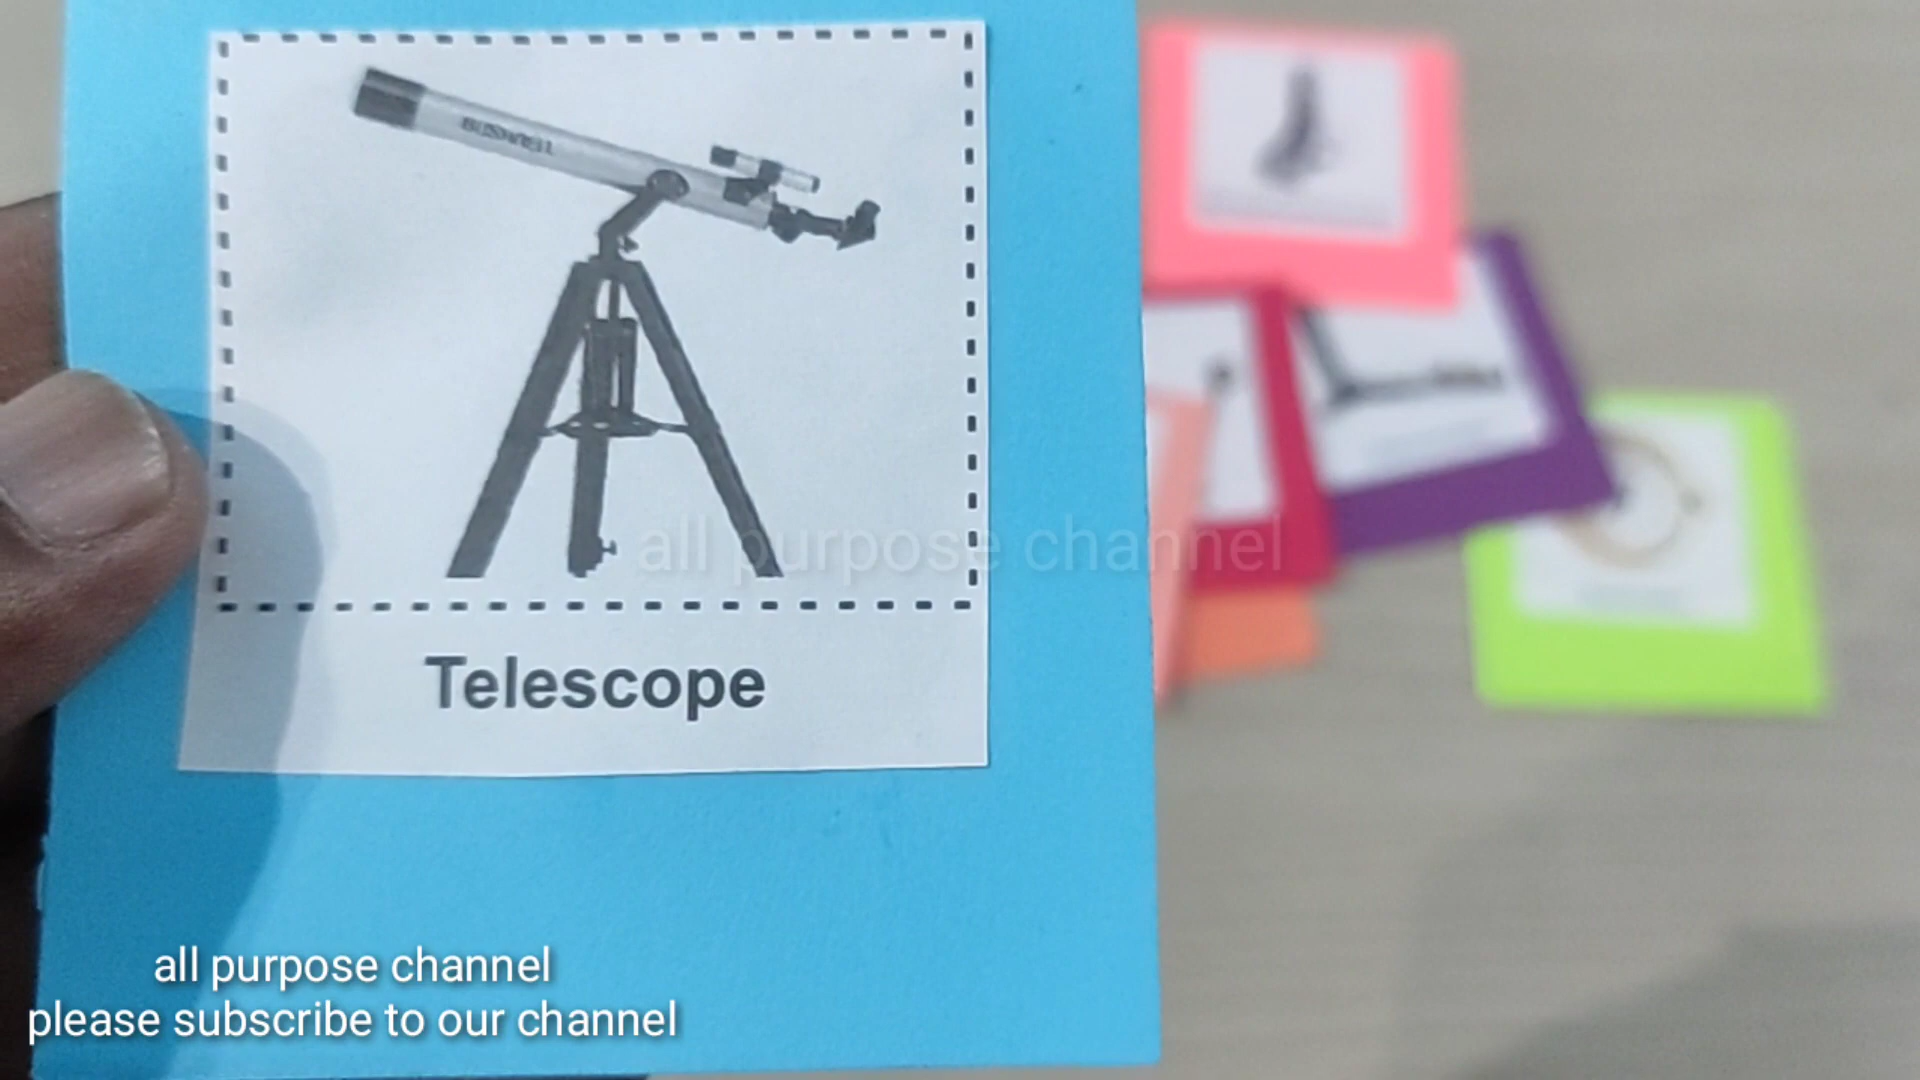 Telescope
all purpose channel
all purpose channel
please subscribe to our channel